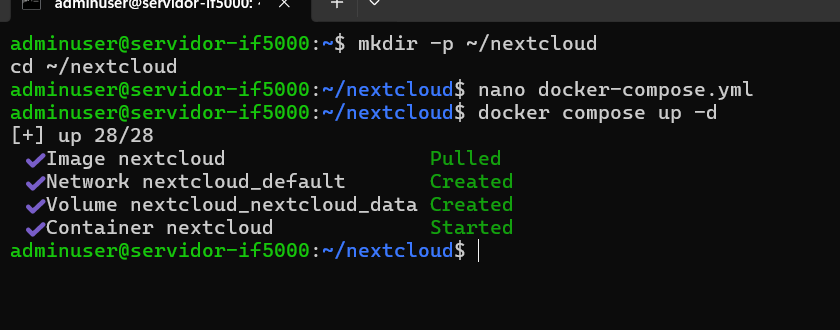 adminuser@servidor-if5000: ~
adminuser@servidor-if5000:~$ mkdir -p ~/nextcloud
cd ~/nextcloud
adminuser@servidor-if5000:~/nextcloud$ nano docker-compose.yml
adminuser@servidor-if5000:~/nextcloud$ docker compose up -d
[+] up 28/28
✔Image nextcloud Pulled
✔Network nextcloud_default Created
✔Volume nextcloud_nextcloud_data Created
✔Container nextcloud Started
adminuser@servidor-if5000:~/nextcloud$